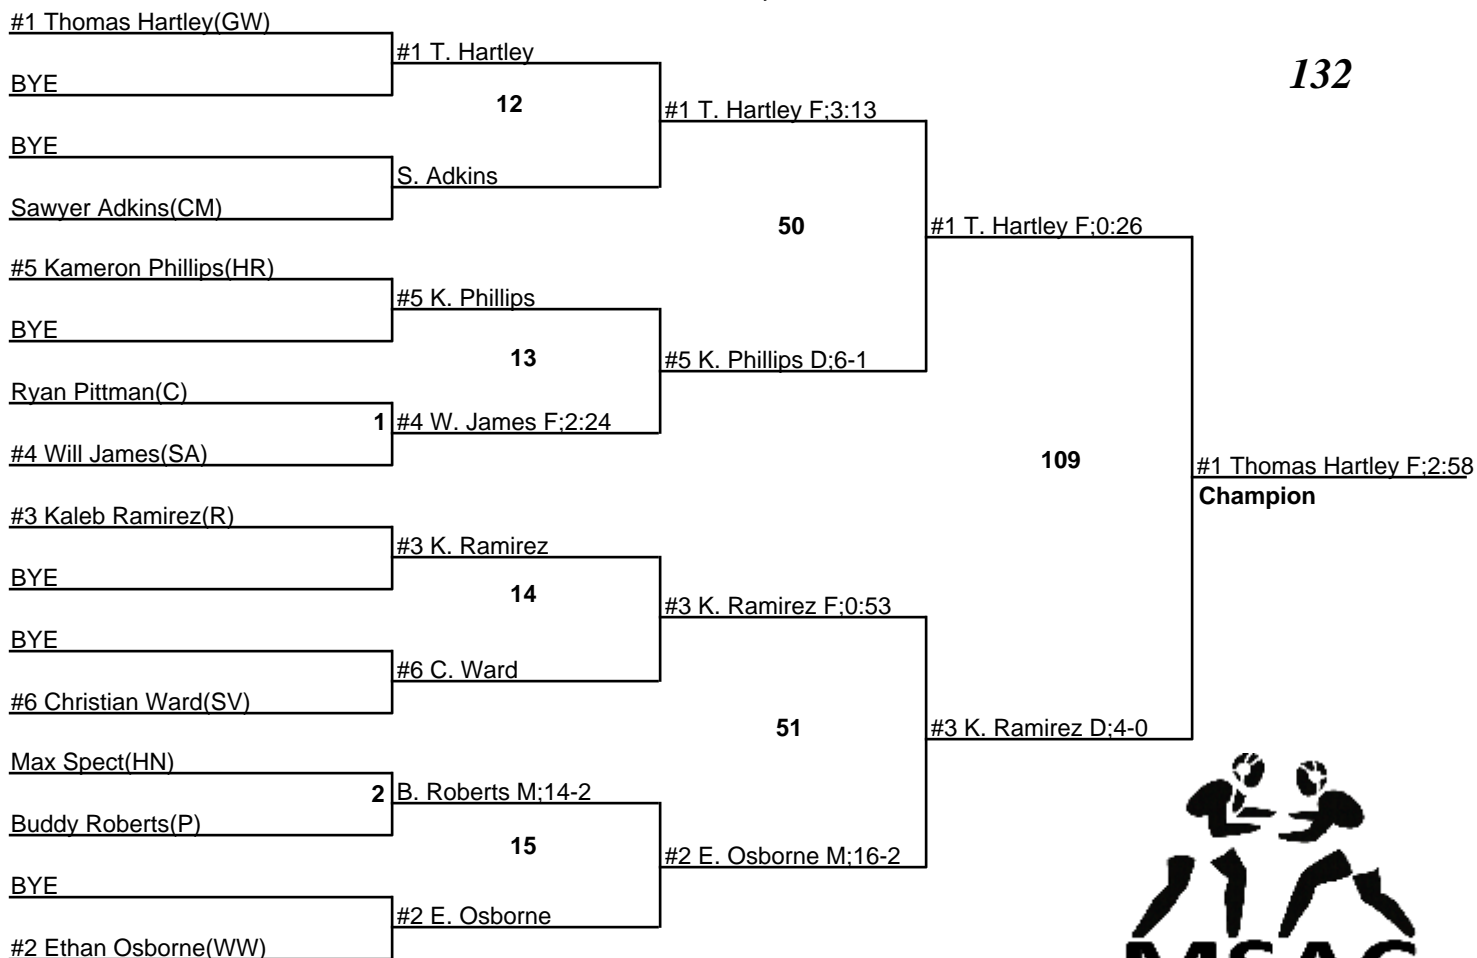 #1 Thomas Hartley(GW)
BYE
BYE
Sawyer Adkins(CM)
#5 Kameron Phillips(HR)
BYE
Ryan Pittman(C)
#4 Will James(SA)
#3 Kaleb Ramirez(R)
BYE
BYE
#6 Christian Ward(SV)
Max Spect(HN)
Buddy Roberts(P)
BYE
#2 Ethan Osborne(WW)
#1 T. Hartley
12
S. Adkins
#5 K. Phillips
13
1 #4 W. James F;2:24
#3 K. Ramirez
14
#6 C. Ward
2 B. Roberts M;14-2
15
#2 E. Osborne
#1 T. Hartley F;3:13
50
#5 K. Phillips D;6-1
#3 K. Ramirez F;0:53
51
#2 E. Osborne M;16-2
#1 T. Hartley F;0:26
109
#3 K. Ramirez D;4-0
132
#1 Thomas Hartley F;2:58
Champion
MSAC